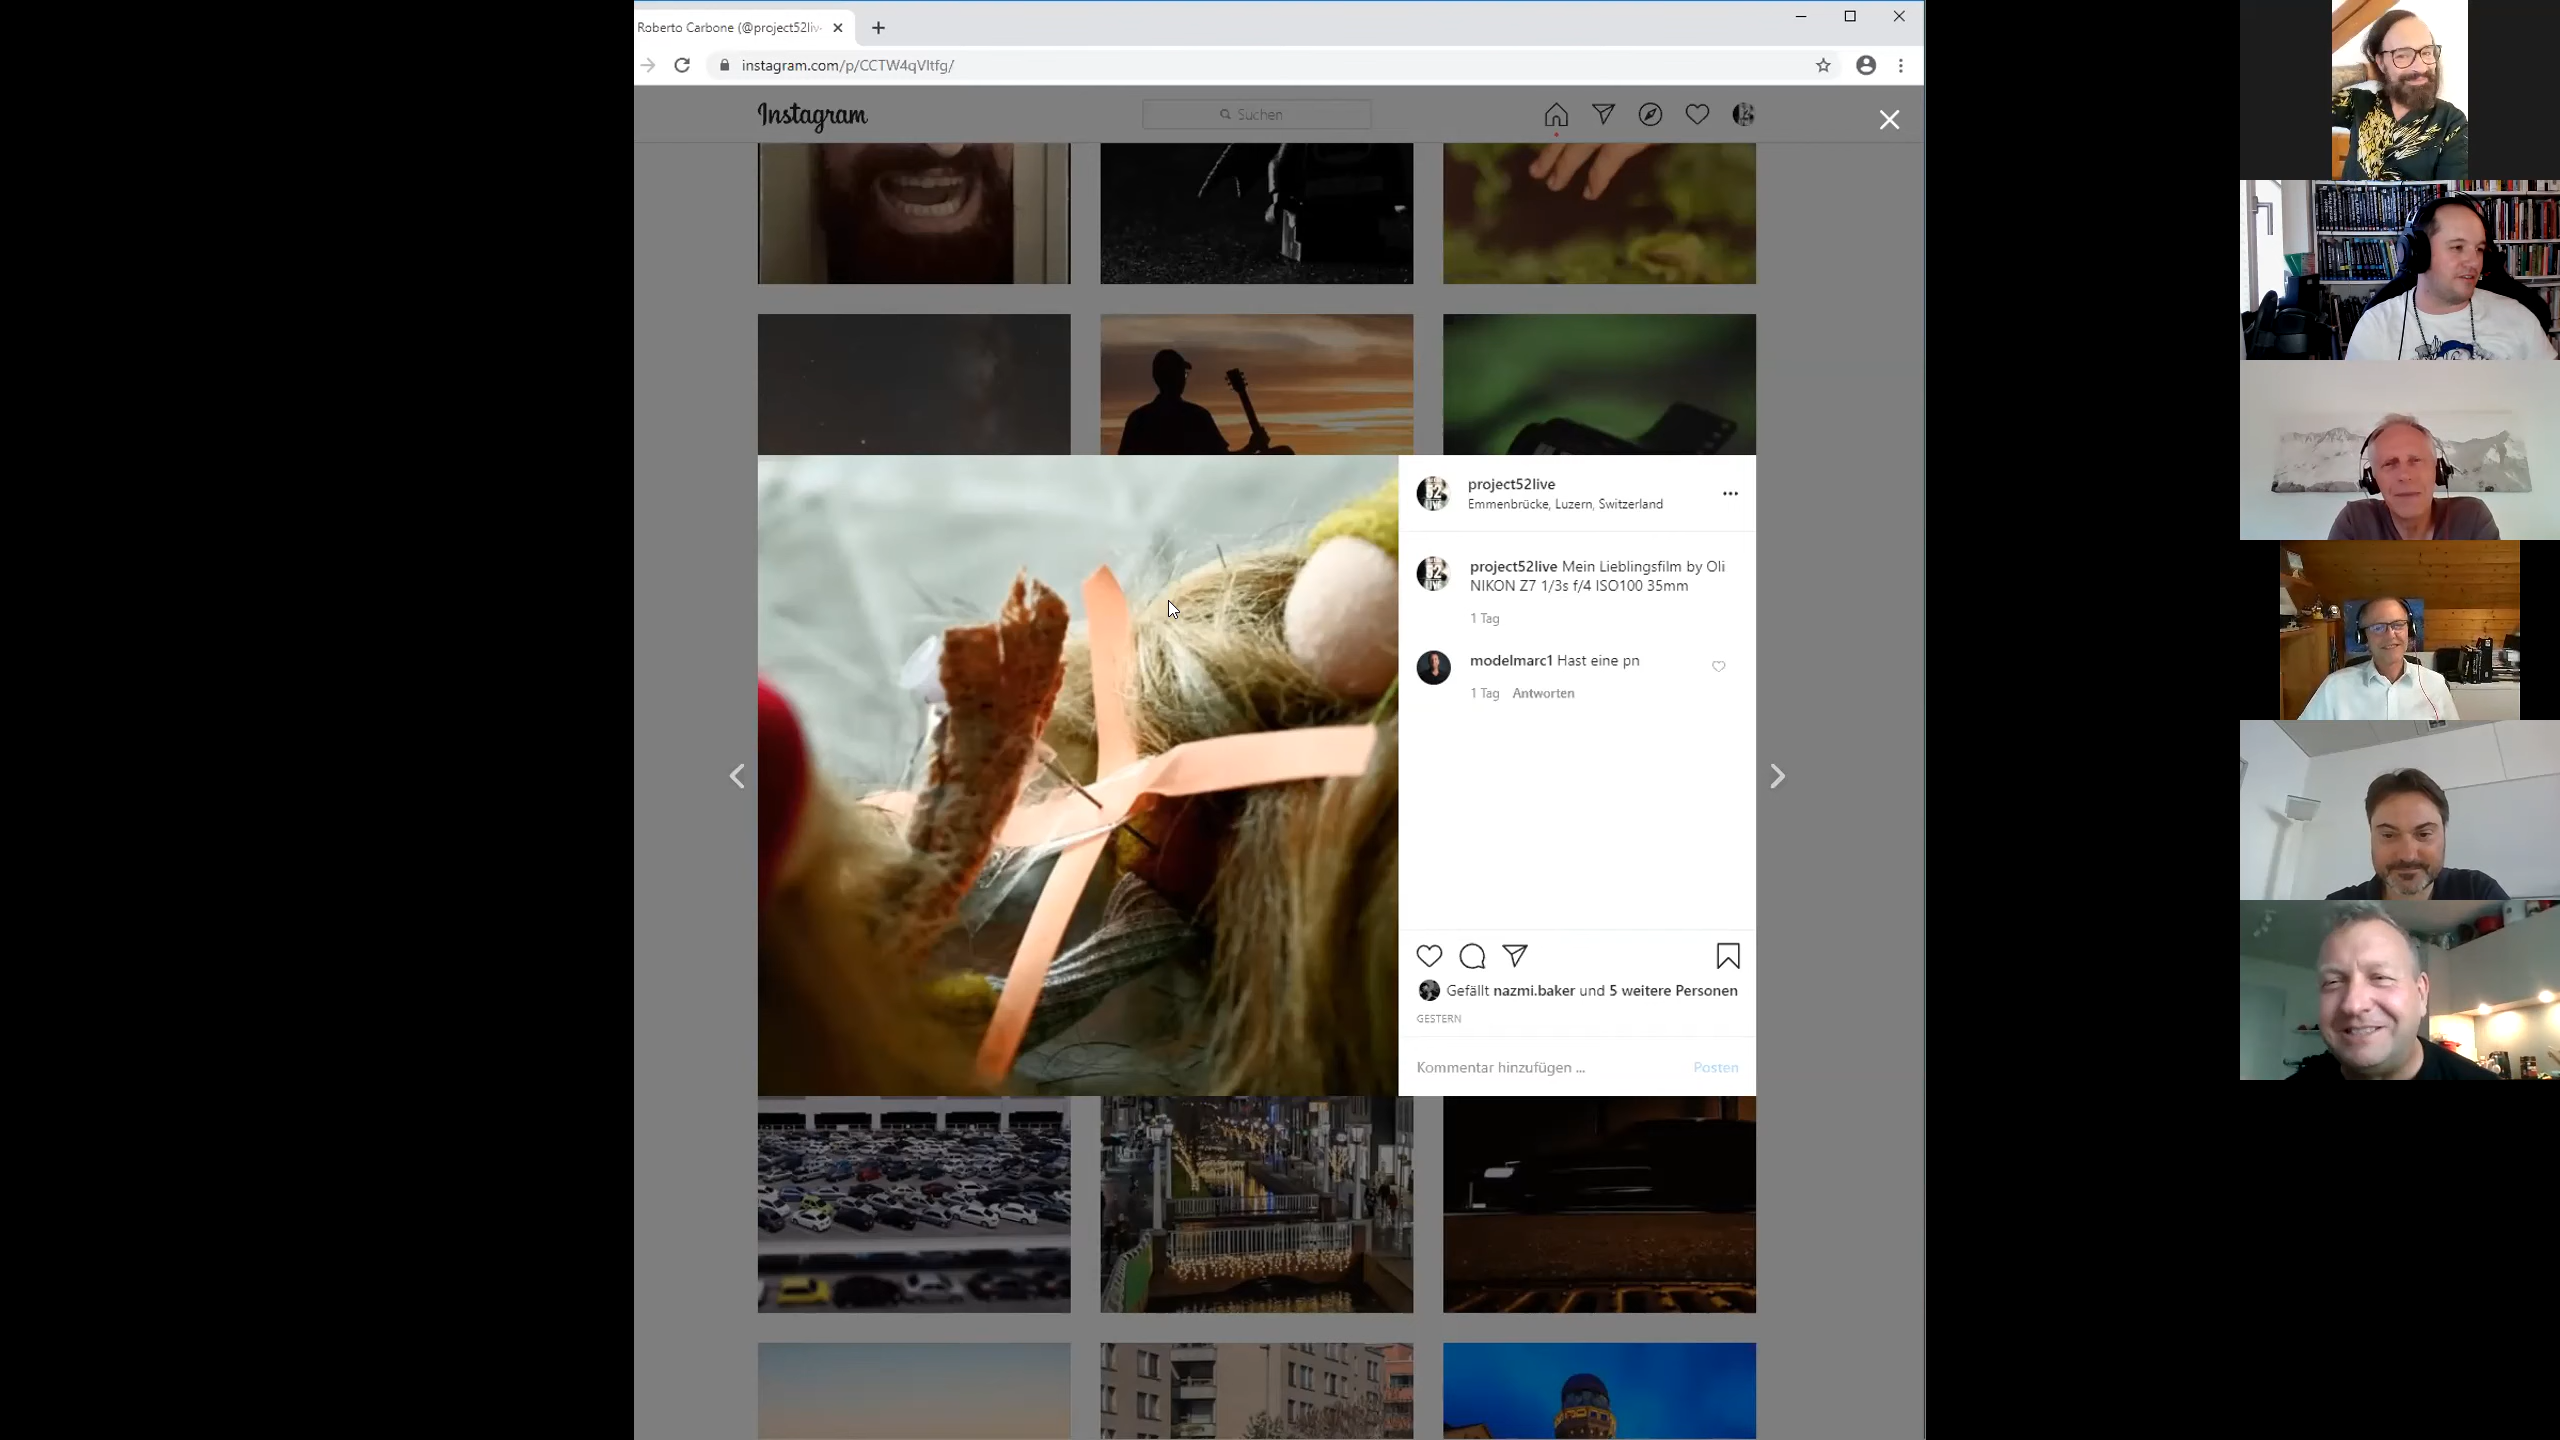 Roberto Carbone (@project52liv
instagram.com/p/CCTW4qVItfg/
Instagram
Suchen
project52live
Emmenbrücke, Luzern, Switzerland
project52live Mein Lieblingsfilm by Oli
NIKON Z7 1/3s f/4 ISO100 35mm
1 Tag
modelmarc1 Hast eine pn
1 Tag Antworten
Gefällt nazmi.baker und 5 weitere Personen
GESTERN
Kommentar hinzufügen ...
Posten